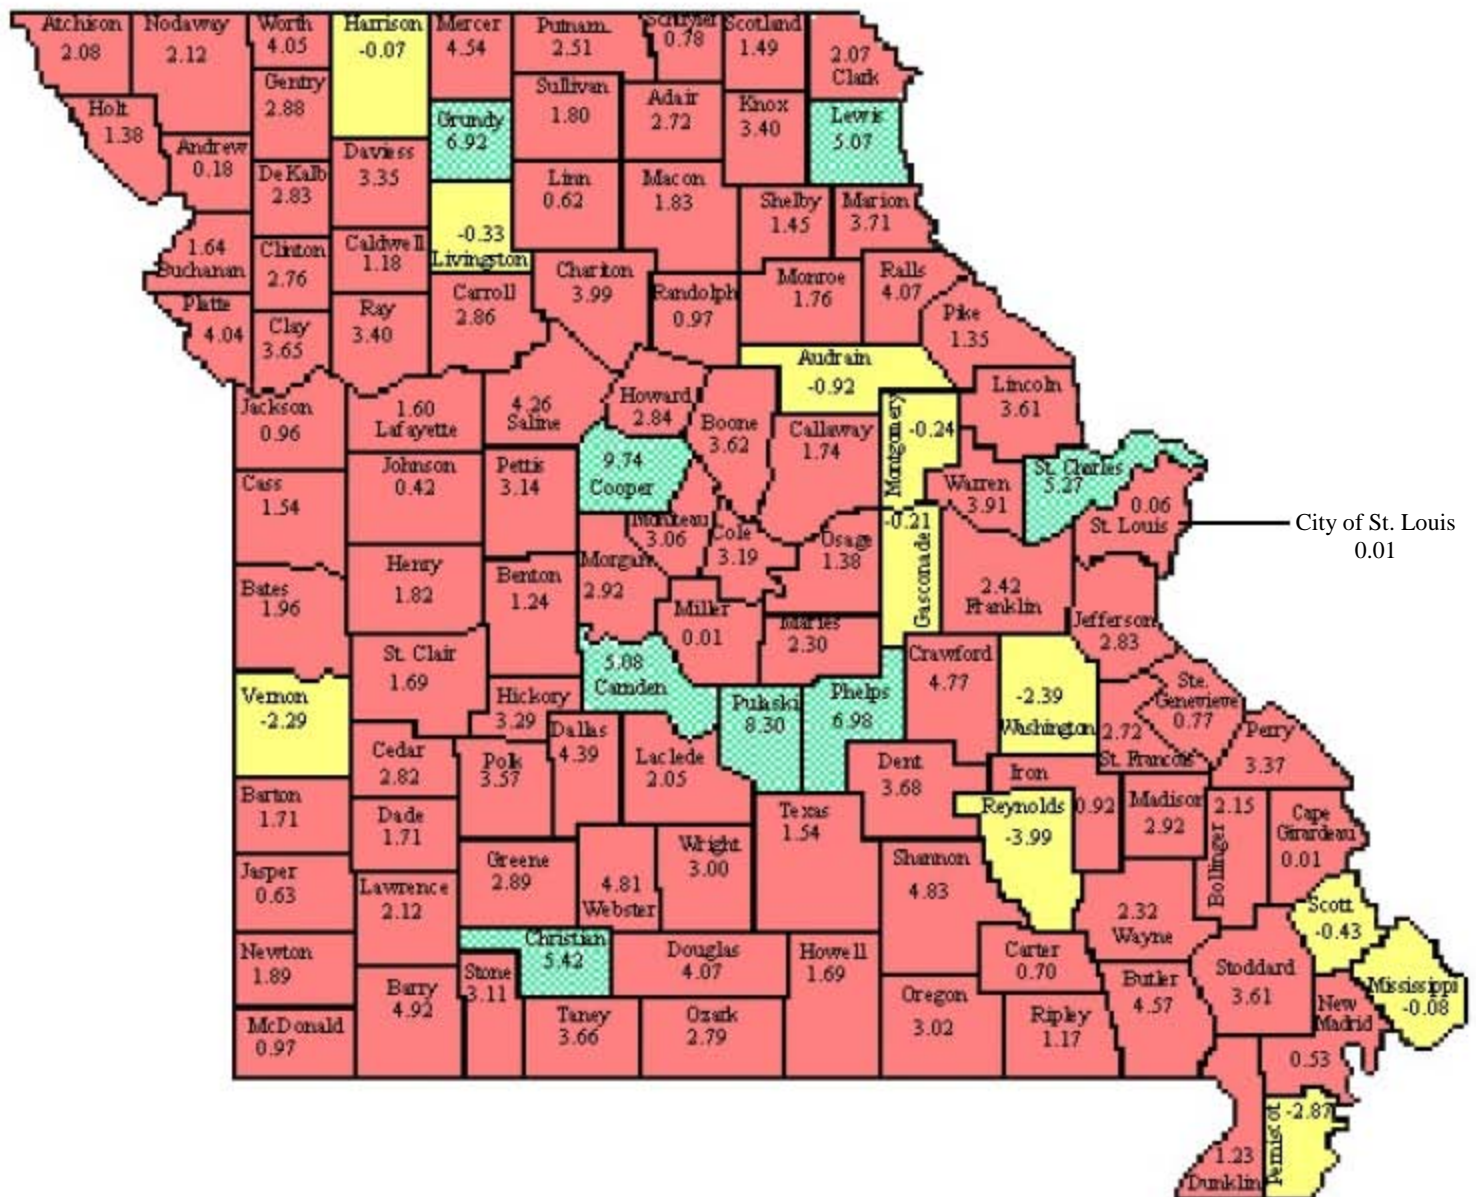 Atchison
2.08
Nodaway
2.12
Worth
4.05
Harrison
-0.07
Mercer
4.54
Putnam
2.51
Schuyler
0.78
Scotland
1.49
2.07
Clark
Holt
1.38
Andrew
0.18
Gentry
2.88
De Kalb
2.83
Daviess
3.35
Grundy
6.92
Sullivan
1.80
Adair
2.72
Knox
3.40
Lewis
5.07
-0.33
Livingston
Linn
0.62
Macon
1.83
Shelby
1.45
Marion
3.71
1.64
Buchanan
Clinton
2.76
Caldwell
1.18
Platte
4.04
Clay
3.65
Ray
3.40
Carroll
2.86
Chariton
3.99
Randolph
0.97
Monroe
1.76
Ralls
4.07
Pike
1.35
Audrain
-0.92
Jackson
0.96
1.60
Lafayette
4.26
Saline
Howard
2.84
Boone
3.62
Callaway
1.74
Montgomery
-0.24
Lincoln
3.61
Cass
1.54
Johnson
0.42
Pettis
3.14
9.74
Cooper
Moniteau
3.06
Cole
3.19
Osage
1.38
-0.21
Gasconade
Warren
3.91
St. Charles
5.27
0.06
St. Louis
City of St. Louis
0.01
Bates
1.96
Henry
1.82
Benton
1.24
Morgan
2.92
Miller
0.01
Maries
2.30
2.42
Franklin
Jefferson
2.83
Vernon
-2.29
St. Clair
1.69
Hickory
3.29
5.08
Camden
Pulaski
8.30
Phelps
6.98
Crawford
4.77
-2.39
Washington
2.72
St. Francois
Ste.
Genevieve
0.77
Perry
3.37
Cedar
2.82
Polk
3.57
Dallas
4.39
Laclede
2.05
Dent
3.68
Iron
0.92
Reynolds
-3.99
Madison
2.92
2.15
Bollinger
Cape
Girardeau
0.01
Barton
1.71
Dade
1.71
Greene
2.89
4.81
Webster
Wright
3.00
Texas
1.54
Shannon
4.83
2.32
Wayne
Scott
-0.43
Mississippi
-0.08
Jasper
0.63
Lawrence
2.12
Christian
5.42
Douglas
4.07
Howell
1.69
Carter
0.70
Butler
4.57
Stoddard
3.61
New
Madrid
0.53
Newton
1.89
Barry
4.92
Stone
3.11
Taney
3.66
Ozark
2.79
Oregon
3.02
Ripley
1.17
McDonald
0.97
1.23
Dunklin
Pemiscot
-2.87